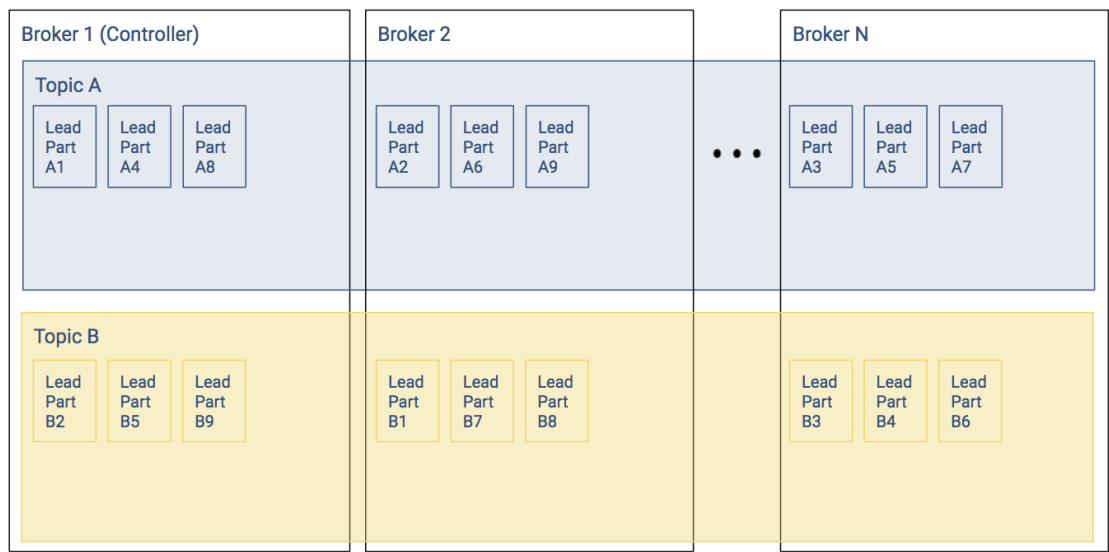 Broker 1 (Controller)
Broker 2
Broker N
Topic A
Lead
Part
A1
Lead
Part
A4
Lead
Part
A8
Lead
Part
A2
Lead
Part
A6
Lead
Part
A9
Lead
Part
A3
Lead
Part
A5
Lead
Part
A7
Topic B
Lead
Part
B2
Lead
Part
B5
Lead
Part
B9
Lead
Part
B1
Lead
Part
B7
Lead
Part
B8
Lead
Part
B3
Lead
Part
B4
Lead
Part
B6